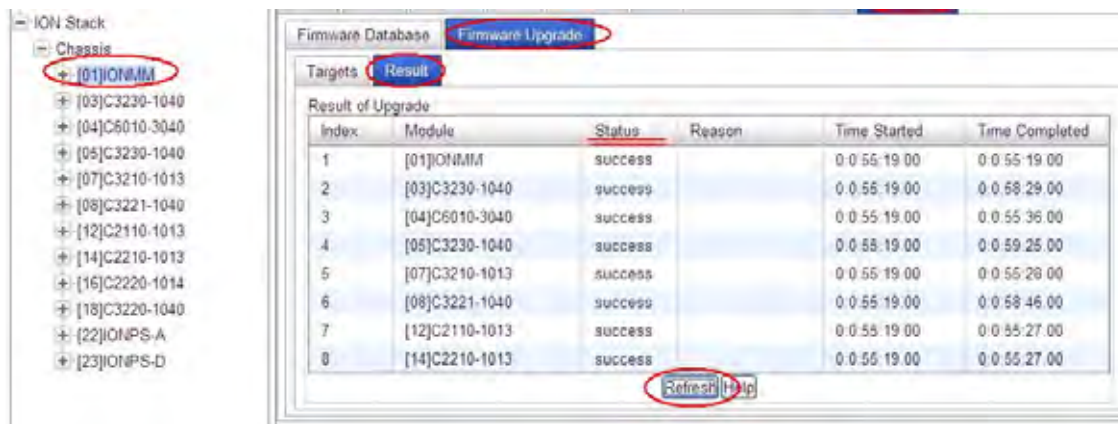 ION Stack
Chassis
[01]IONMM
[03]C3230-1040
[04]C6010-3040
[05]C3230-1040
[07]C3210-1013
[08]C3221-1040
[12]C2110-1013
[14]C2210-1013
[16]C2220-1014
[18]C3220-1040
[22]IONPS-A
[23]IONPS-D
Firmware Database Firmware Upgrade
Targets Result
Result of Upgrade
Index Module Status Reason Time Started Time Completed
1 [01]IONMM success 0:0:55:19.00 0:0:55:19.00
2 [03]C3230-1040 success 0:0:55:19.00 0:0:58:29.00
3 [04]C6010-3040 success 0:0:55:19.00 0:0:55:36.00
4 [05]C3230-1040 success 0:0:55:19.00 0:0:59:25.00
5 [07]C3210-1013 success 0:0:55:19.00 0:0:55:28.00
6 [08]C3221-1040 success 0:0:55:19.00 0:0:58:46.00
7 [12]C2110-1013 success 0:0:55:19.00 0:0:55:27.00
8 [14]C2210-1013 success 0:0:55:19.00 0:0:55:27.00
Refresh Help